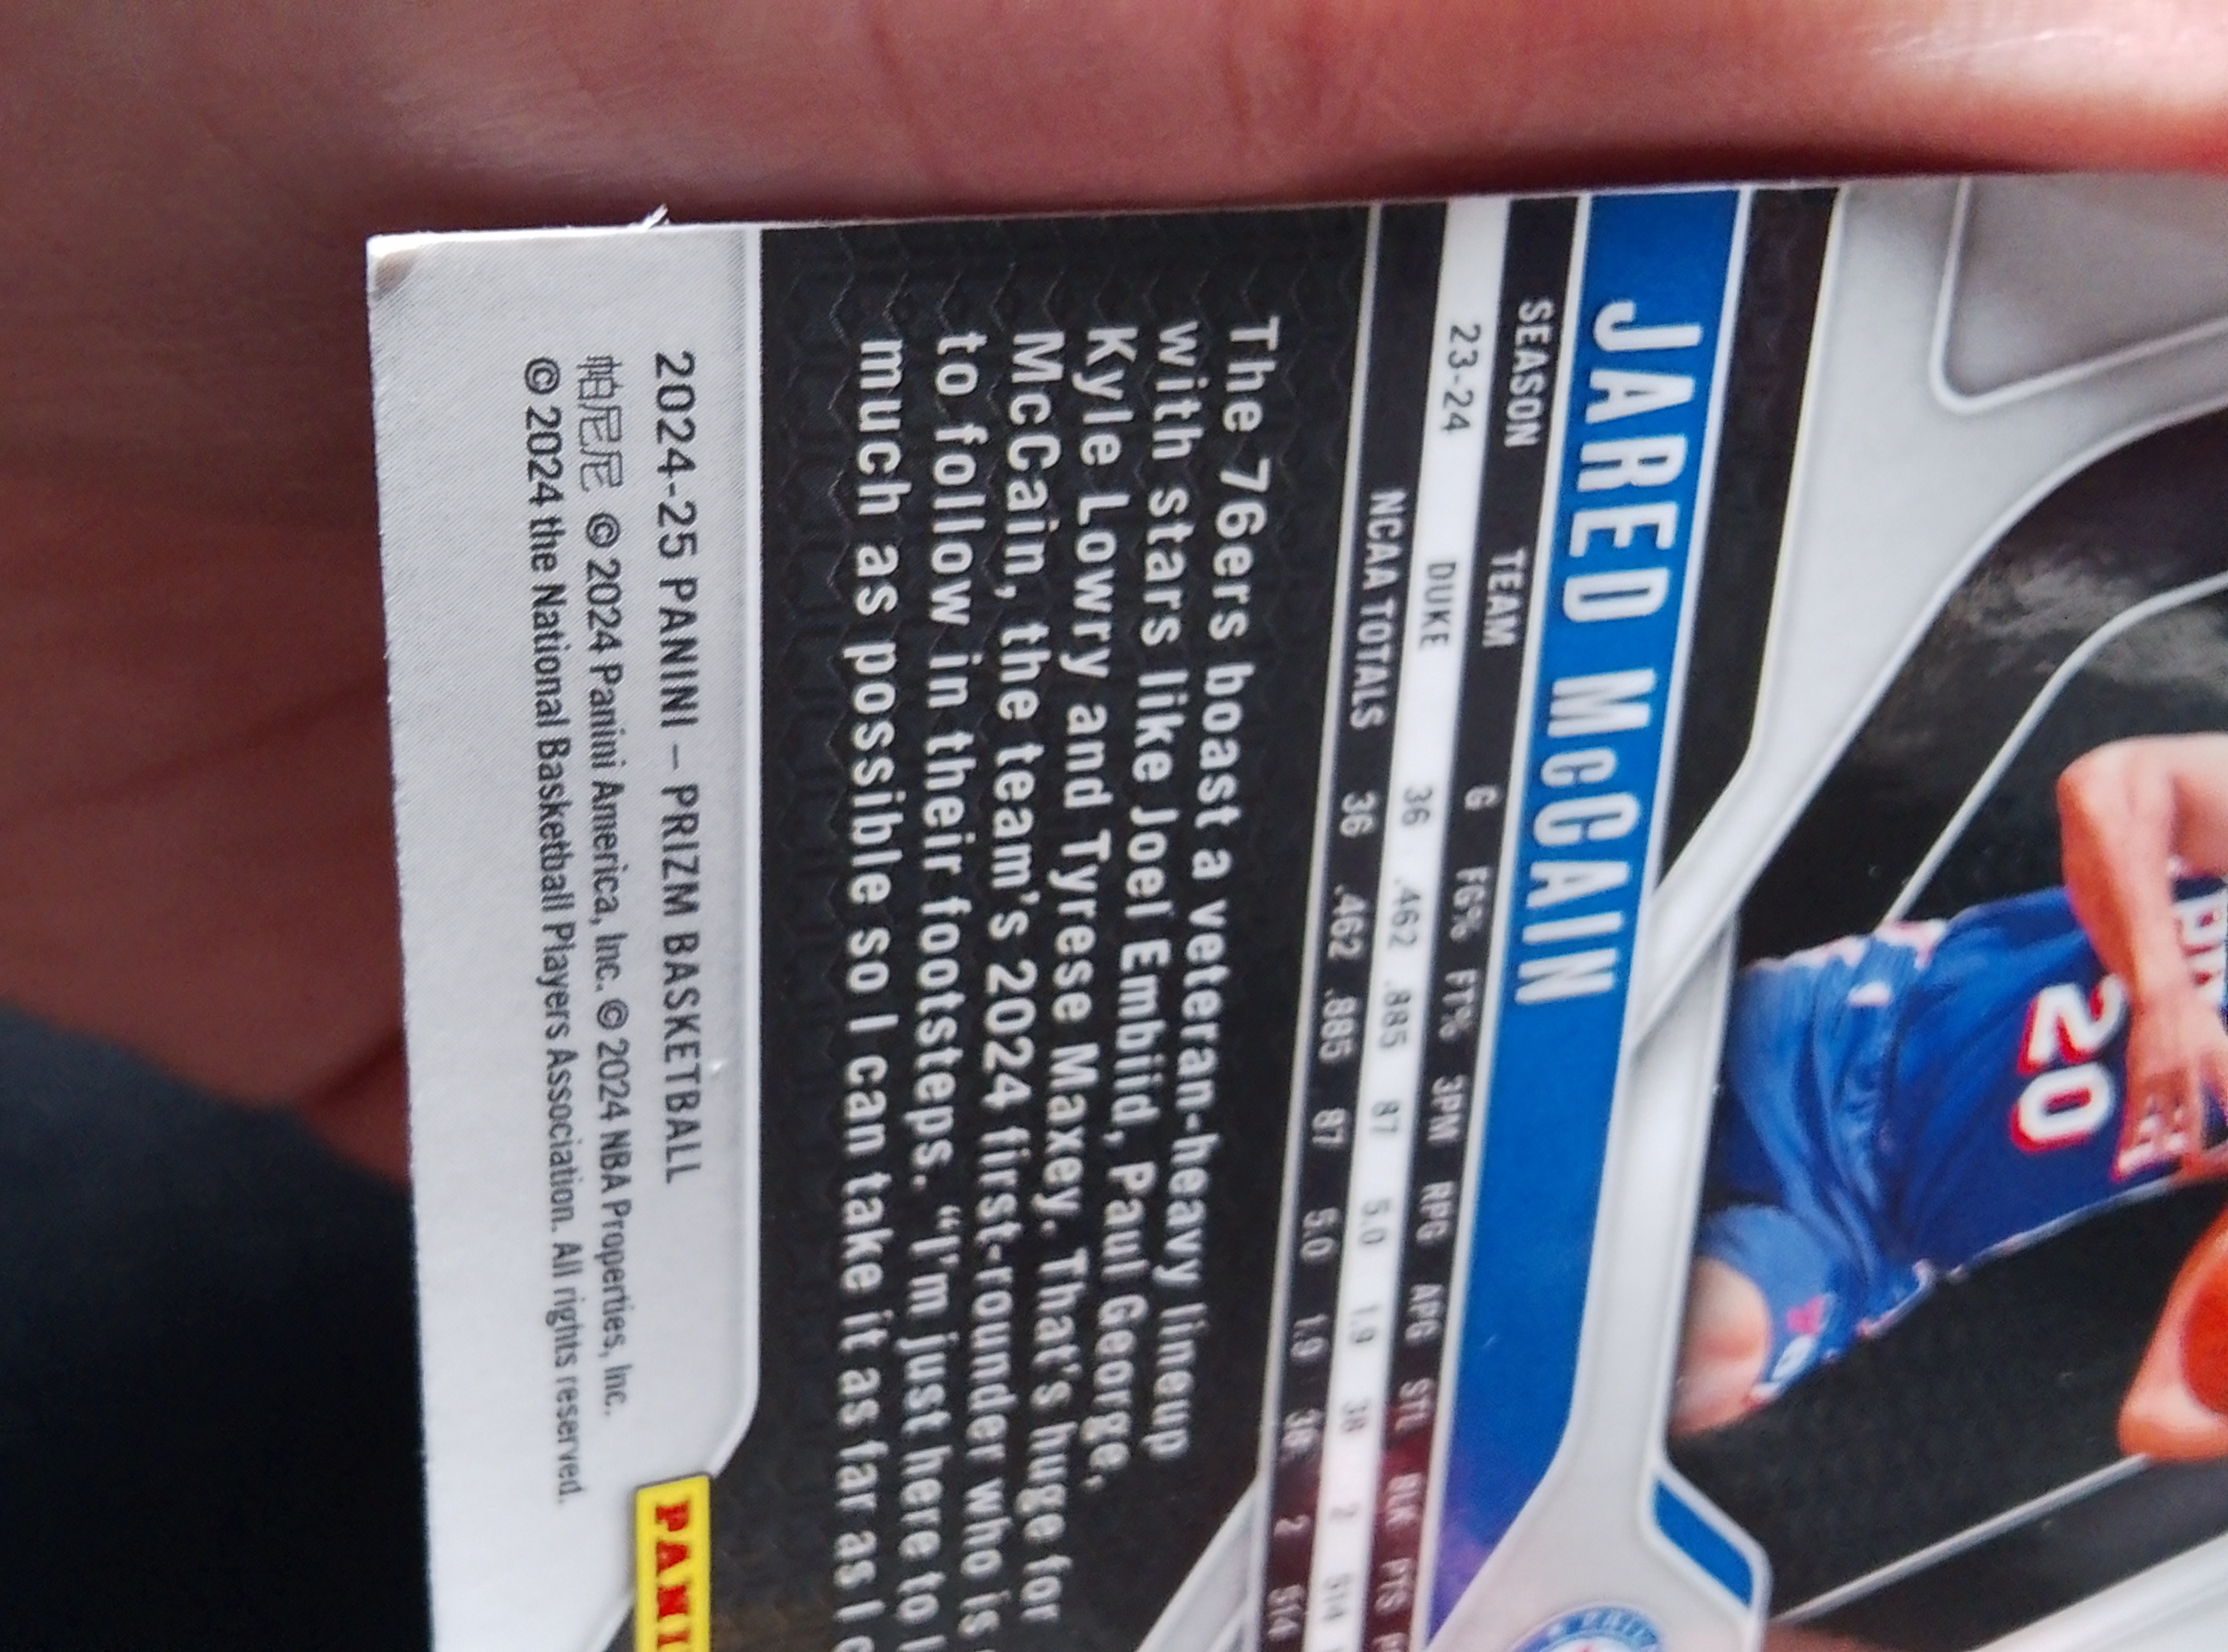 20
JARED McCAIN
SEASON TEAM G FG% FT% 3PM RPG APG STL BLK PTS
23-24 DUKE 36 .462 .885 87 5.0 1.9 38 2 514
NCAA TOTALS 36 .462 .885 87 5.0 1.9 38 2 514
The 76ers boast a veteran-heavy lineup
with stars like Joel Embiid, Paul George,
Kyle Lowry and Tyrese Maxey. That's huge for
McCain, the team's 2024 first-rounder who is
to follow in their footsteps. “I'm just here to
much as possible so I can take it as far as I
2024-25 PANINI – PRIZM BASKETBALL
帕尼尼 © 2024 Panini America, Inc. © 2024 NBA Properties, Inc.
© 2024 the National Basketball Players Association. All rights reserved.
PANI